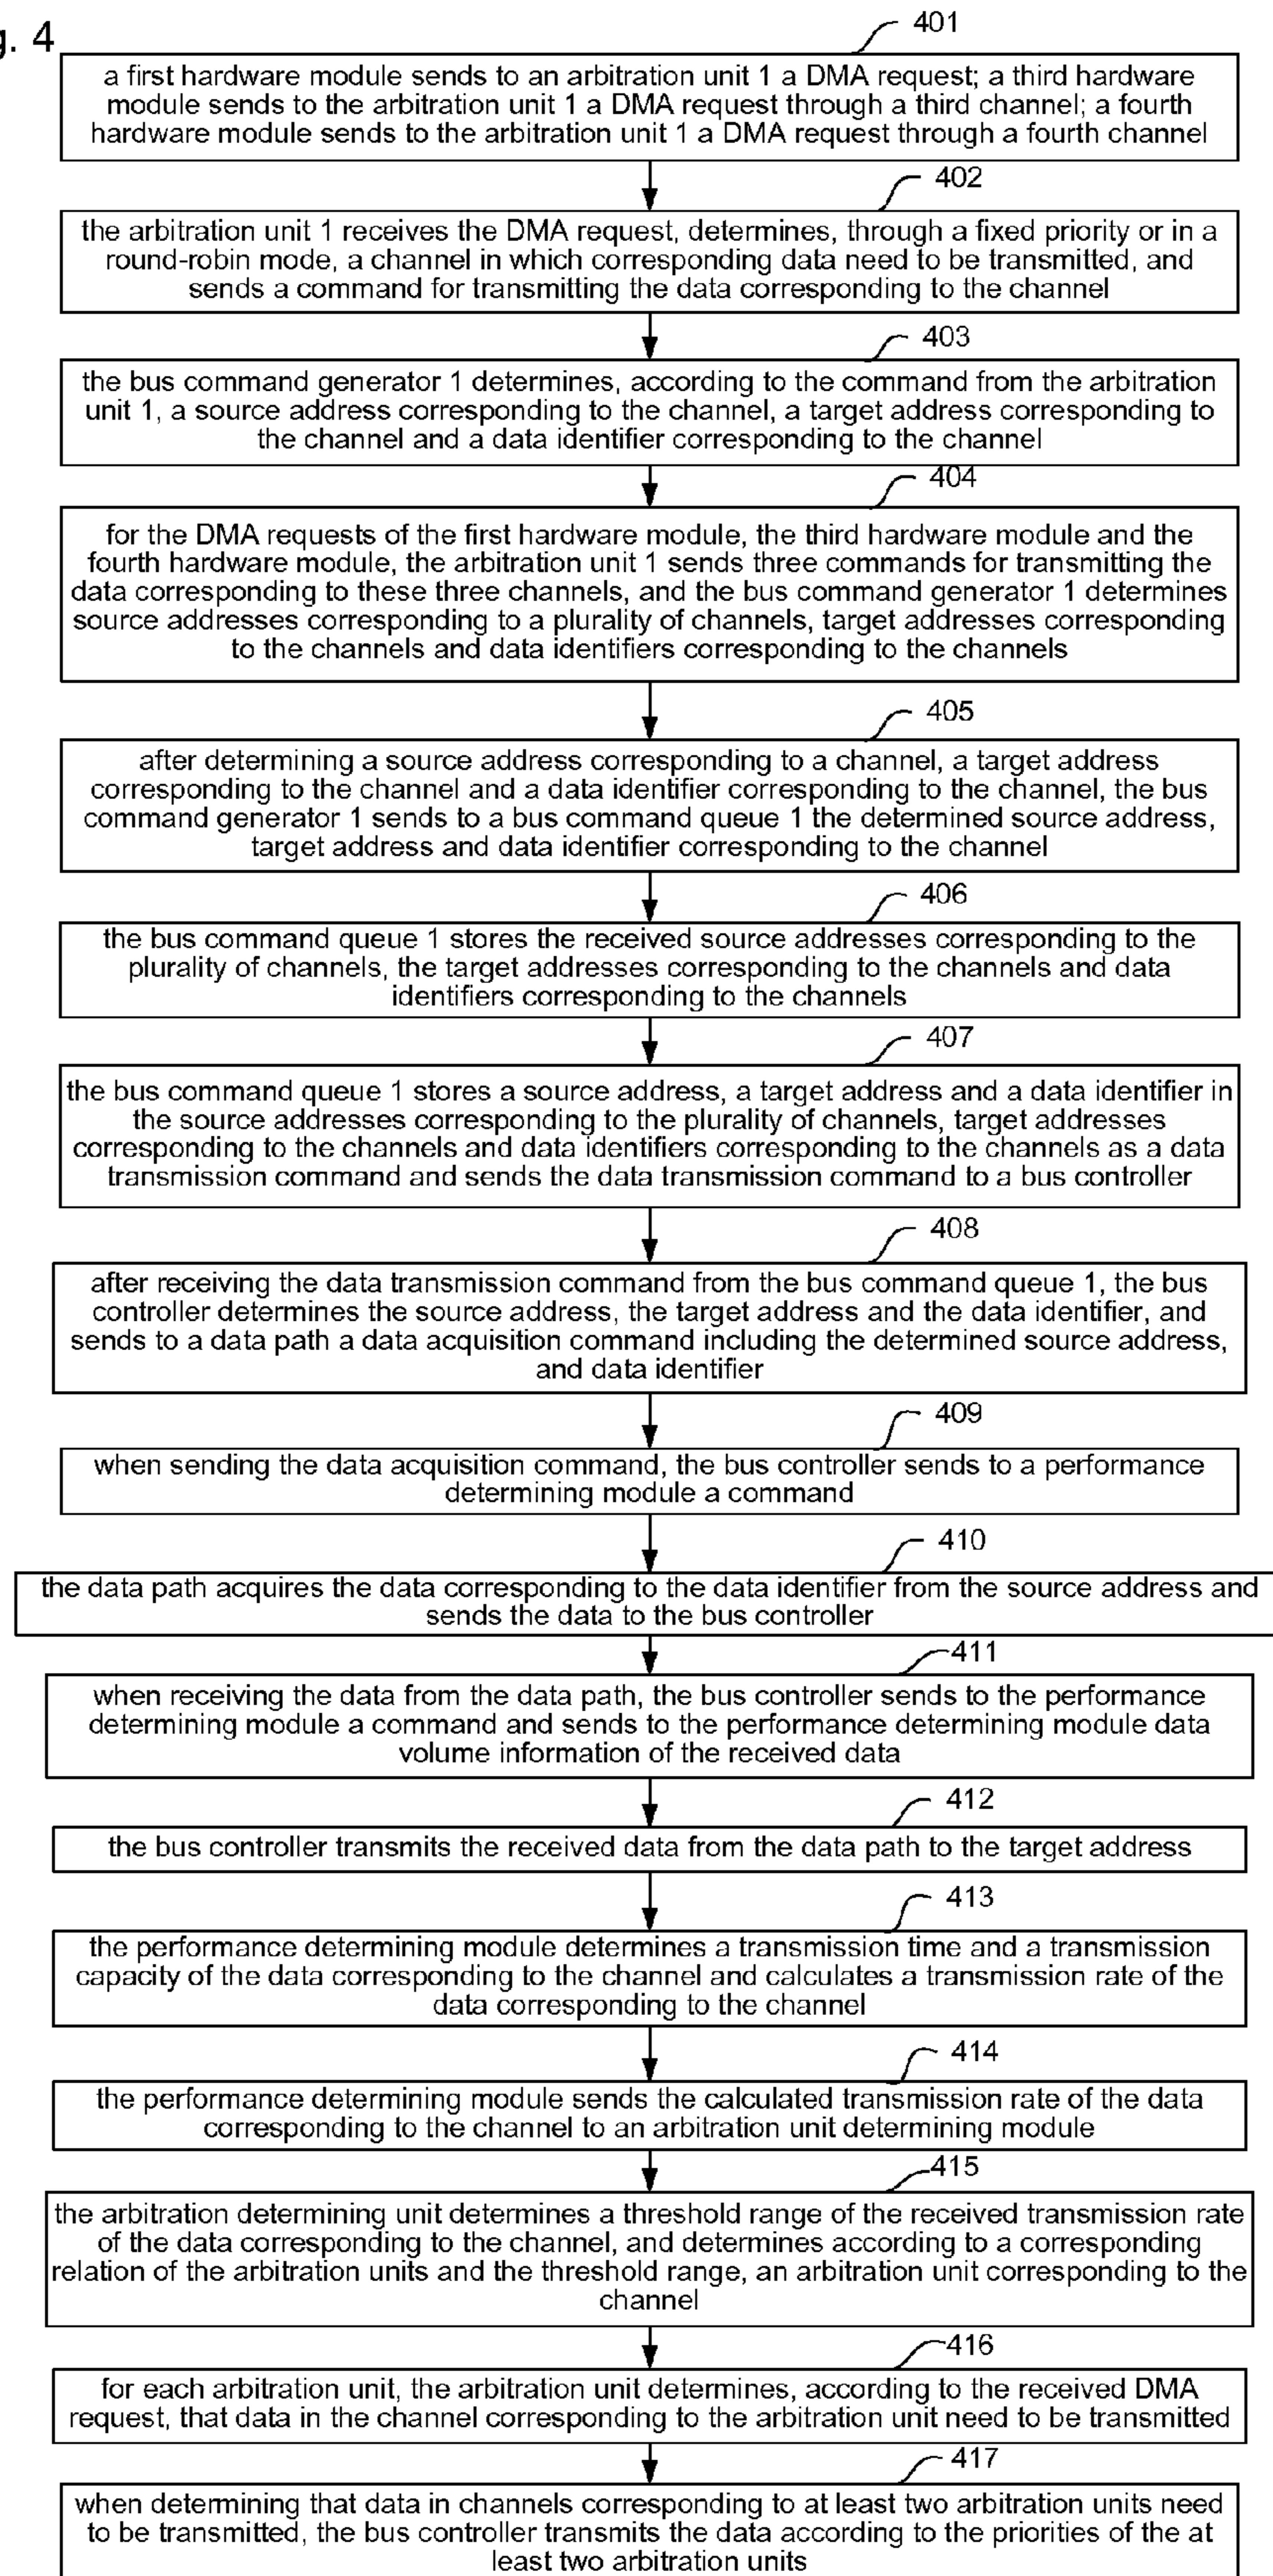 g. 4
401
a first hardware module sends to an arbitration unit 1 a DMA request; a third hardware
module sends to the arbitration unit 1 a DMA request through a third channel; a fourth
hardware module sends to the arbitration unit 1 a DMA request through a fourth channel
402
the arbitration unit 1 receives the DMA request, determines, through a fixed priority or in a
round-robin mode, a channel in which corresponding data need to be transmitted, and
sends a command for transmitting the data corresponding to the channel
403
the bus command generator 1 determines, according to the command from the arbitration
unit 1, a source address corresponding to the channel, a target address corresponding to
the channel and a data identifier corresponding to the channel
404
for the DMA requests of the first hardware module, the third hardware module and the
fourth hardware module, the arbitration unit 1 sends three commands for transmitting the
data corresponding to these three channels, and the bus command generator 1 determines
source addresses corresponding to a plurality of channels, target addresses corresponding
to the channels and data identifiers corresponding to the channels
405
after determining a source address corresponding to a channel, a target address
corresponding to the channel and a data identifier corresponding to the channel, the bus
command generator 1 sends to a bus command queue 1 the determined source address,
target address and data identifier corresponding to the channel
406
the bus command queue 1 stores the received source addresses corresponding to the
plurality of channels, the target addresses corresponding to the channels and data
identifiers corresponding to the channels
407
the bus command queue 1 stores a source address, a target address and a data identifier in
the source addresses corresponding to the plurality of channels, target addresses
corresponding to the channels and data identifiers corresponding to the channels as a data
transmission command and sends the data transmission command to a bus controller
408
after receiving the data transmission command from the bus command queue 1, the bus
controller determines the source address, the target address and the data identifier, and
sends to a data path a data acquisition command including the determined source address,
and data identifier
409
when sending the data acquisition command, the bus controller sends to a performance
determining module a command
410
the data path acquires the data corresponding to the data identifier from the source address and
sends the data to the bus controller
411
when receiving the data from the data path, the bus controller sends to the performance
determining module a command and sends to the performance determining module data
volume information of the received data
412
the bus controller transmits the received data from the data path to the target address
413
the performance determining module determines a transmission time and a transmission
capacity of the data corresponding to the channel and calculates a transmission rate of the
data corresponding to the channel
414
the performance determining module sends the calculated transmission rate of the data
corresponding to the channel to an arbitration unit determining module
415
the arbitration determining unit determines a threshold range of the received transmission rate
of the data corresponding to the channel, and determines according to a corresponding
relation of the arbitration units and the threshold range, an arbitration unit corresponding to the
channel
416
for each arbitration unit, the arbitration unit determines, according to the received DMA
request, that data in the channel corresponding to the arbitration unit need to be transmitted
417
when determining that data in channels corresponding to at least two arbitration units need
to be transmitted, the bus controller transmits the data according to the priorities of the at
least two arbitration units